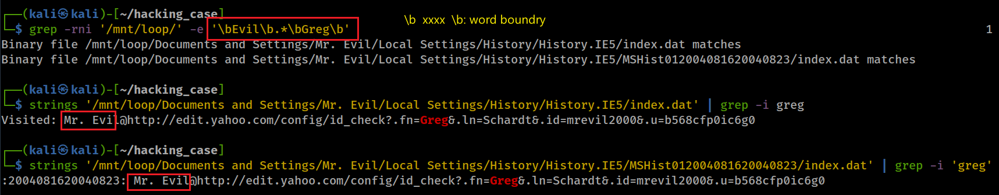 ┌──(kali㉿kali)-[~/hacking_case]
└─$ grep -rni '/mnt/loop/' -e '\bEvil\b.*\bGreg\b' 1
\b xxxx \b: word boundry
Binary file /mnt/loop/Documents and Settings/Mr. Evil/Local Settings/History/History.IE5/index.dat matches
Binary file /mnt/loop/Documents and Settings/Mr. Evil/Local Settings/History/History.IE5/MSHist012004081620040823/index.dat matches
┌──(kali㉿kali)-[~/hacking_case]
└─$ strings '/mnt/loop/Documents and Settings/Mr. Evil/Local Settings/History/History.IE5/index.dat' | grep -i greg
Visited: Mr. Evil@http://edit.yahoo.com/config/id_check?.fn=Greg&.ln=Schardt&.id=mrevil2000&.u=b568cfp0ic6g0
┌──(kali㉿kali)-[~/hacking_case]
└─$ strings '/mnt/loop/Documents and Settings/Mr. Evil/Local Settings/History/History.IE5/MSHist012004081620040823/index.dat' | grep -i 'greg'
:2004081620040823: Mr. Evil@http://edit.yahoo.com/config/id_check?.fn=Greg&.ln=Schardt&.id=mrevil2000&.u=b568cfp0ic6g0